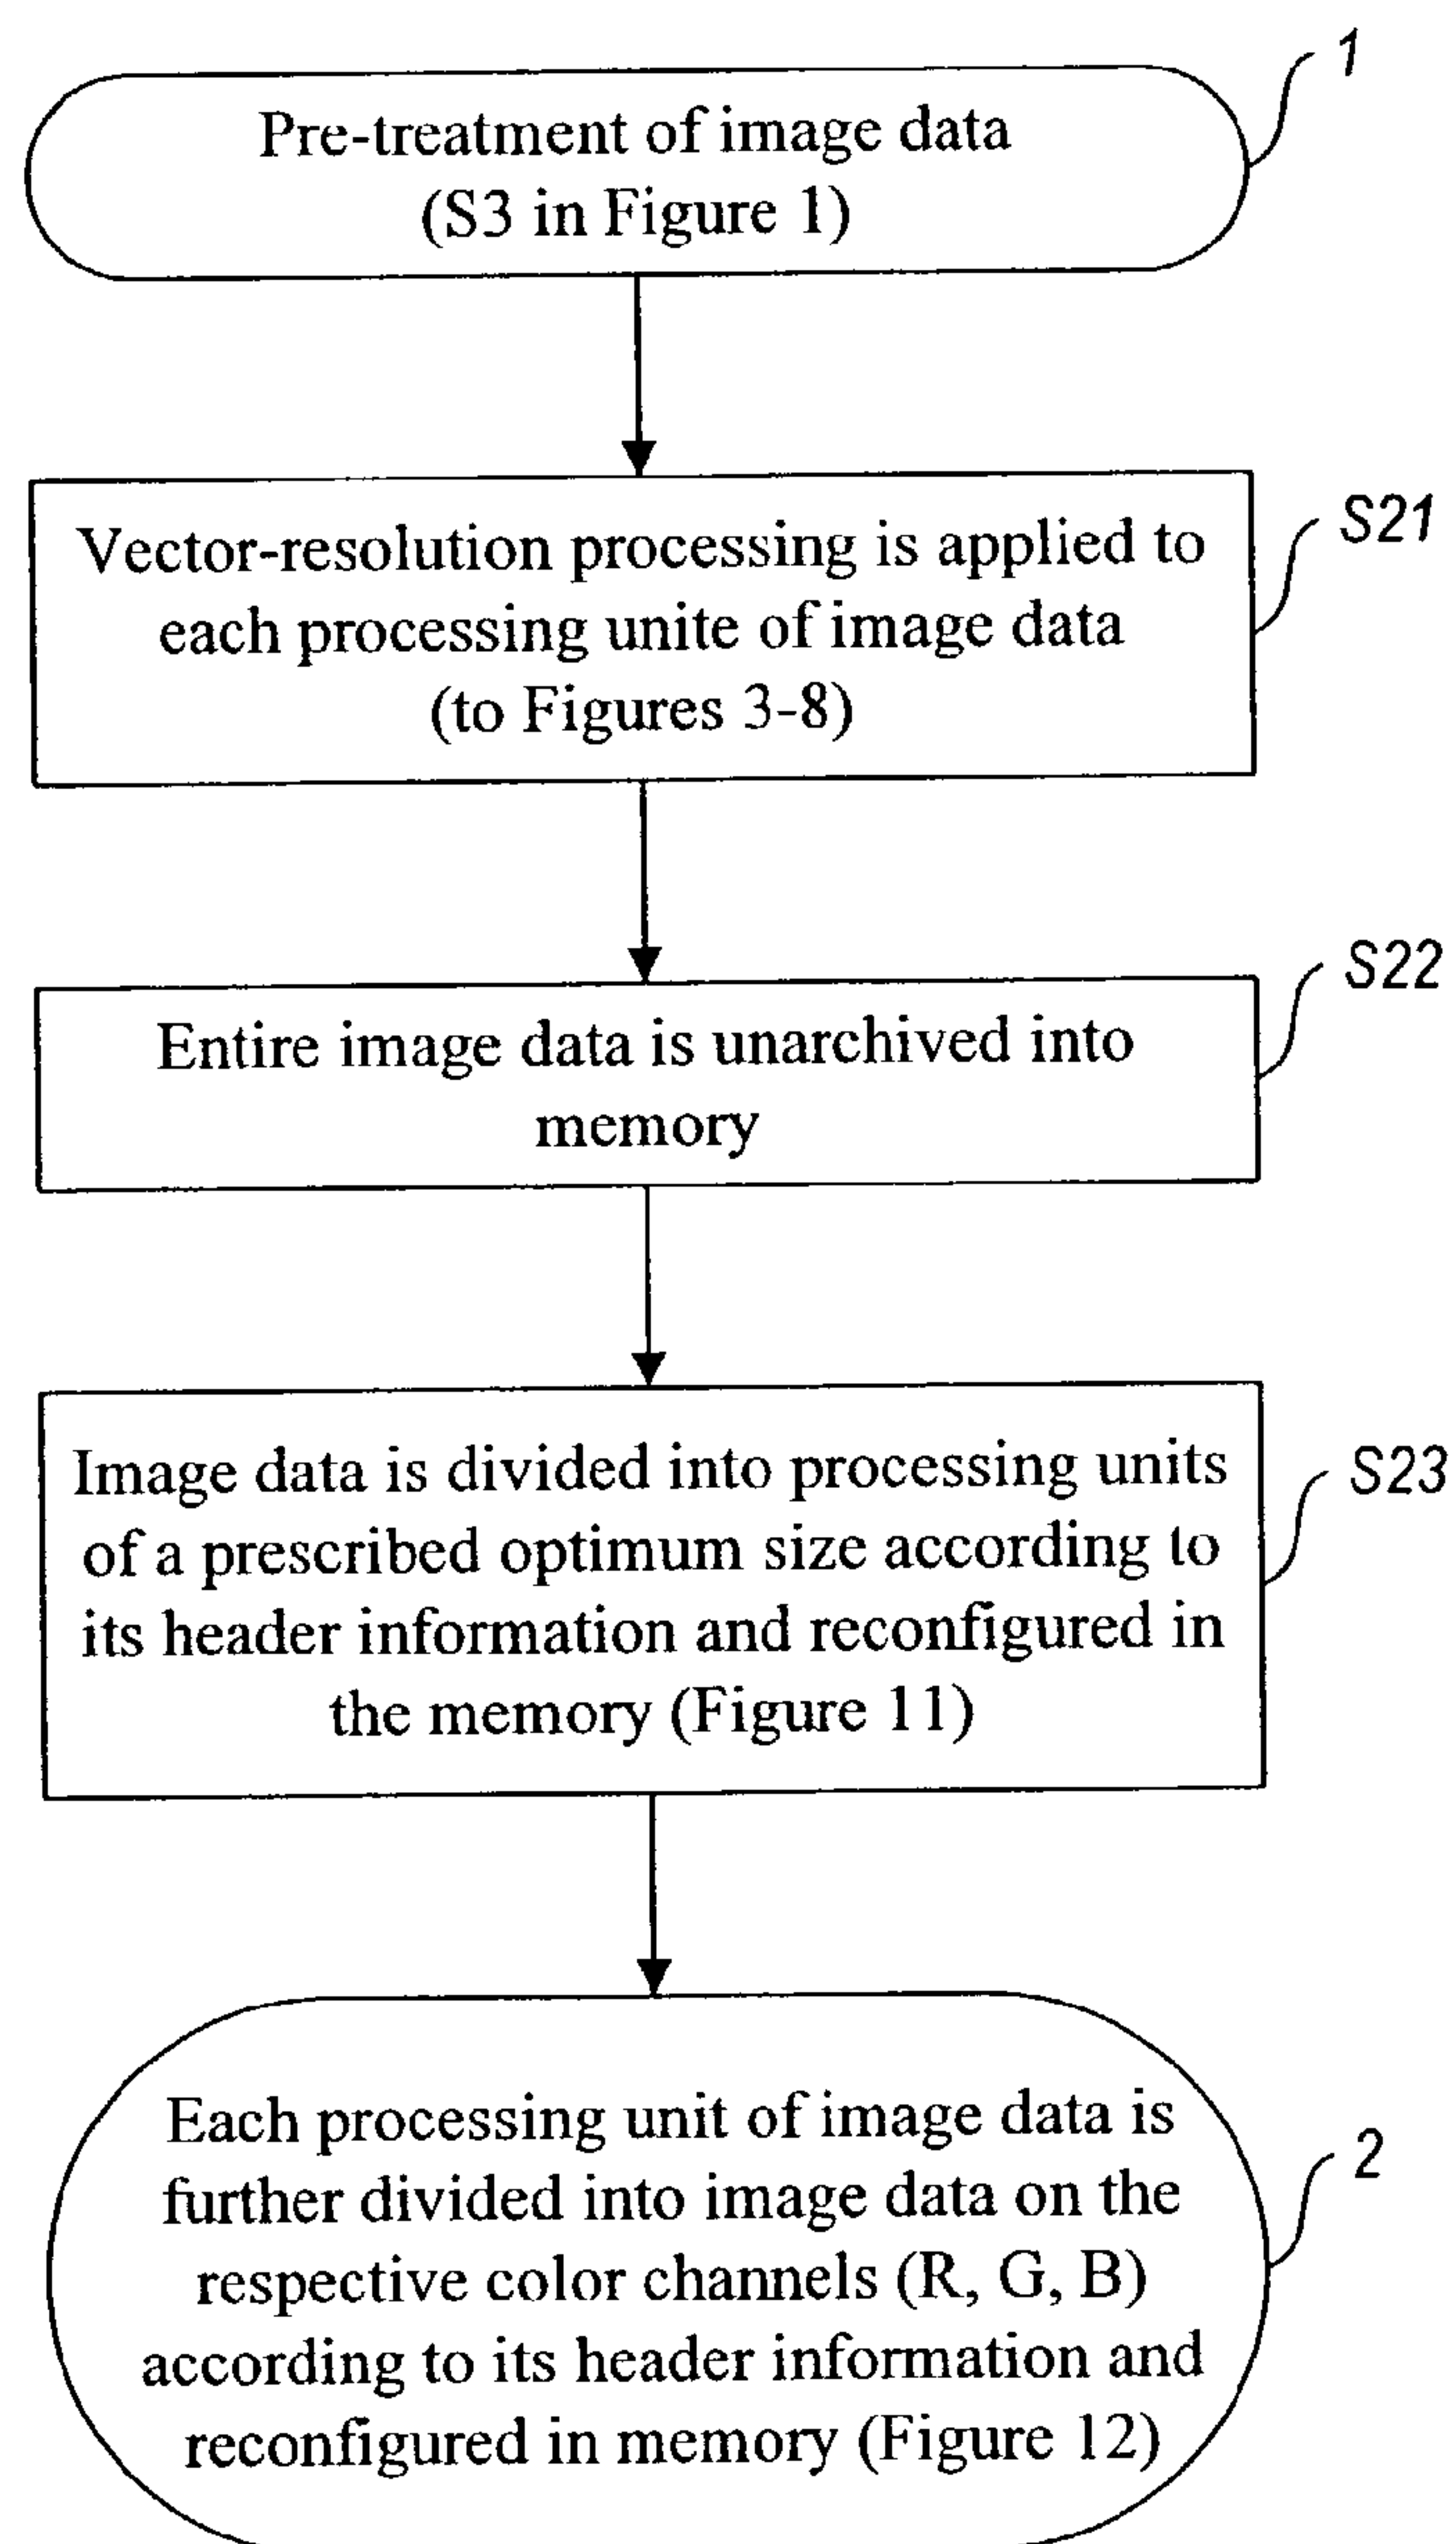 1
Pre-treatment of image data
(S3 in Figure 1)
S21
Vector-resolution processing is applied to
each processing unite of image data
(to Figures 3-8)
S22
Entire image data is unarchived into
memory
S23
Image data is divided into processing units
of a prescribed optimum size according to
its header information and reconfigured in
the memory (Figure 11)
2
Each processing unit of image data is
further divided into image data on the
respective color channels (R, G, B)
according to its header information and
reconfigured in memory (Figure 12)